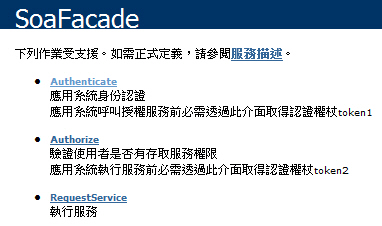 SoaFacade
下列作業受支援。如需正式定義，請參閱服務描述。
Authenticate
應用系統身份認證
應用系統呼叫授權服務前必需透過此介面取得認證權杖token1
Authorize
驗證使用者是否有存取服務權限
應用系統執行服務前必需透過此介面取得認證權杖token2
RequestService
執行服務